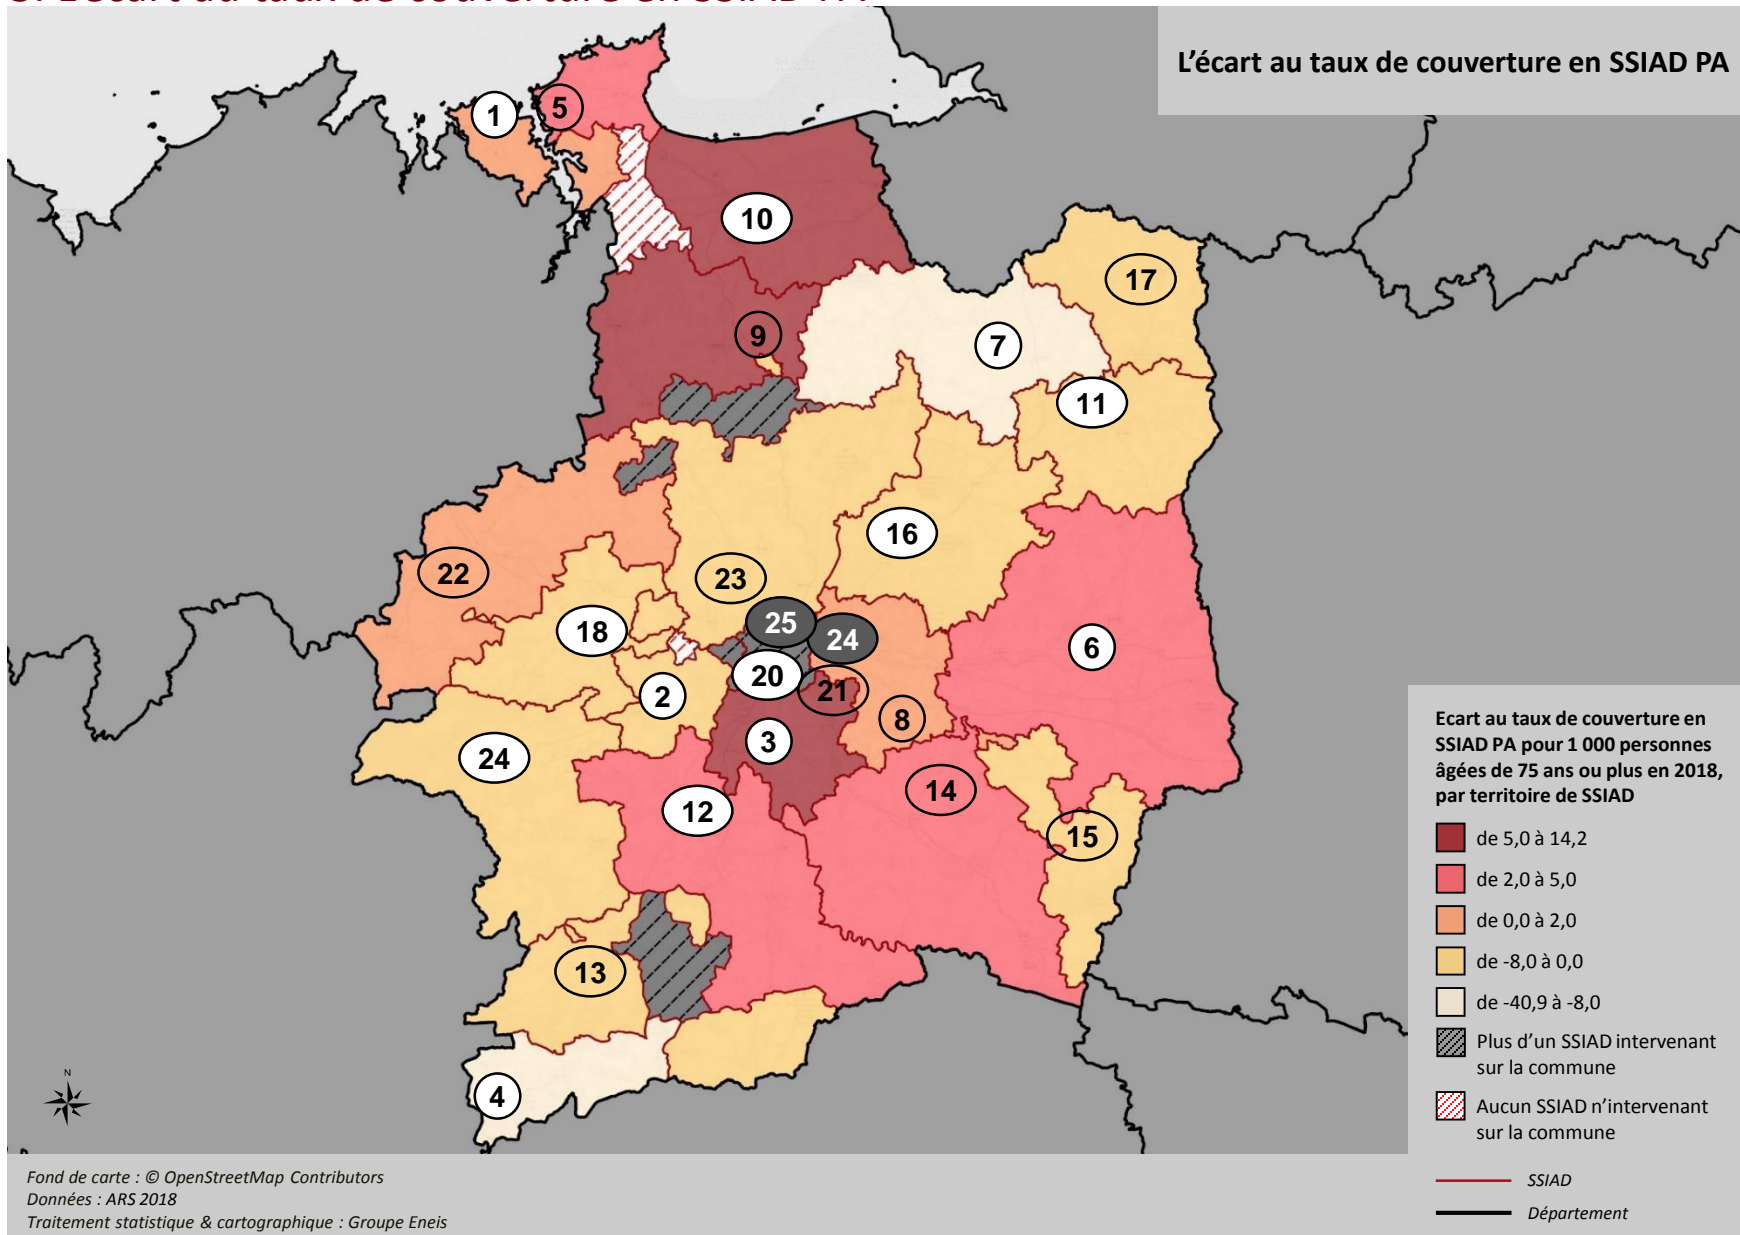 L'écart au taux de couverture en SSIAD PA
1
5
10
17
9
7
11
16
22
23
18
25
24
6
20
21
2
8
3
24
14
12
15
13
4
N
Ecart au taux de couverture en
SSIAD PA pour 1 000 personnes
âgées de 75 ans ou plus en 2018,
par territoire de SSIAD
de 5,0 à 14,2
de 2,0 à 5,0
de 0,0 à 2,0
de -8,0 à 0,0
de -40,9 à -8,0
Plus d'un SSIAD intervenant
sur la commune
Aucun SSIAD n'intervenant
sur la commune
SSIAD
Département
Fond de carte : © OpenStreetMap Contributors
Données : ARS 2018
Traitement statistique & cartographique : Groupe Eneis